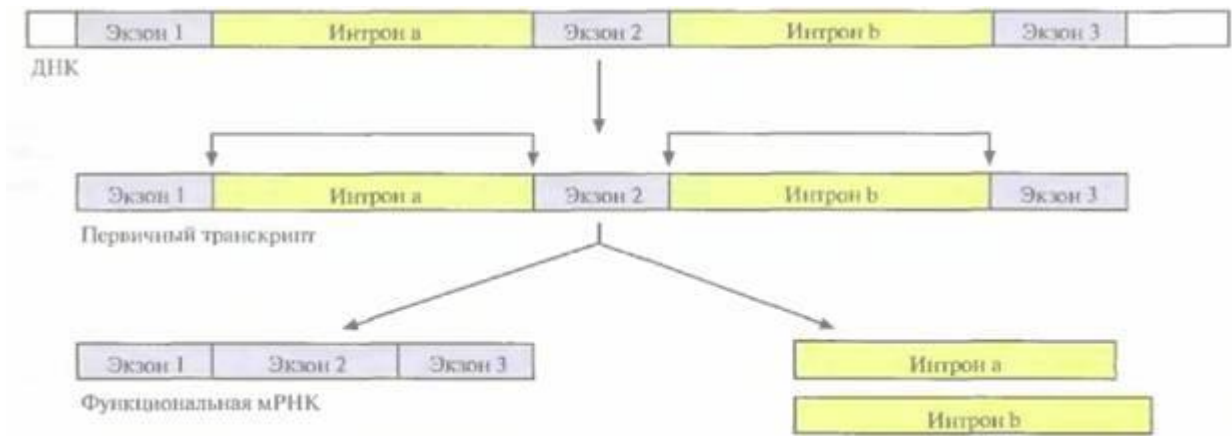 Экзон 1 Интрон a Экзон 2 Интрон b Экзон 3
ДНК
Экзон 1 Интрон a Экзон 2 Интрон b Экзон 3
Первичный транскрипт
Экзон 1 Экзон 2 Экзон 3 Интрон a
Функциональная мРНК
Интрон b